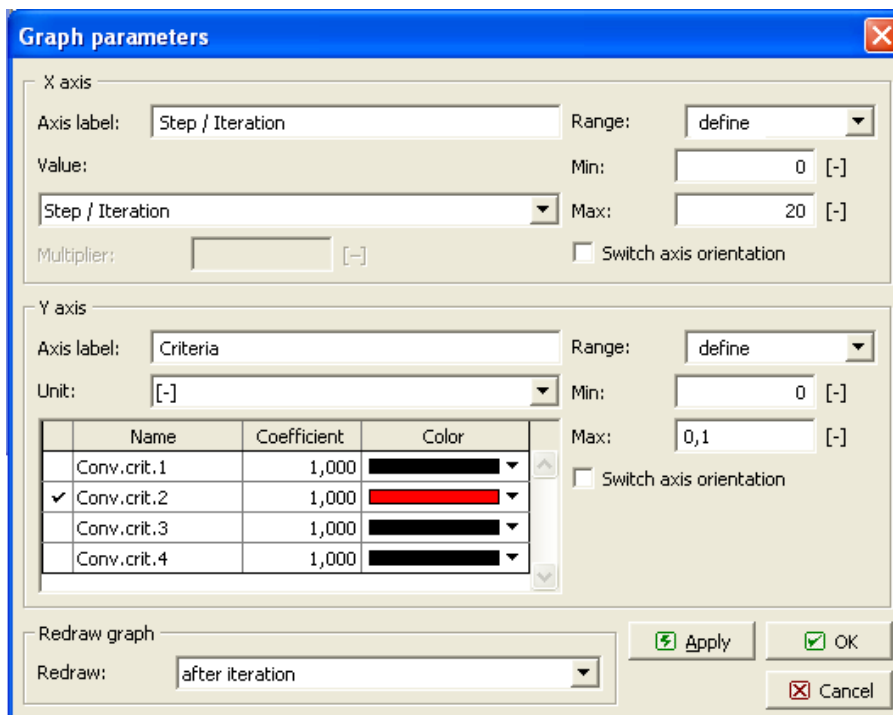 Graph parameters
X axis
Axis label: Step / Iteration
Range: define
Value:
Min: 0 [-]
Step / Iteration
Max: 20 [-]
Multiplier: [-]
Switch axis orientation
Y axis
Axis label: Criteria
Range: define
Unit: [-]
Min: 0 [-]
Name Coefficient Color
Max: 0,1 [-]
Conv.crit.1 1,000
Switch axis orientation
Conv.crit.2 1,000
Conv.crit.3 1,000
Conv.crit.4 1,000
Redraw graph
Redraw: after iteration
Apply
OK
Cancel